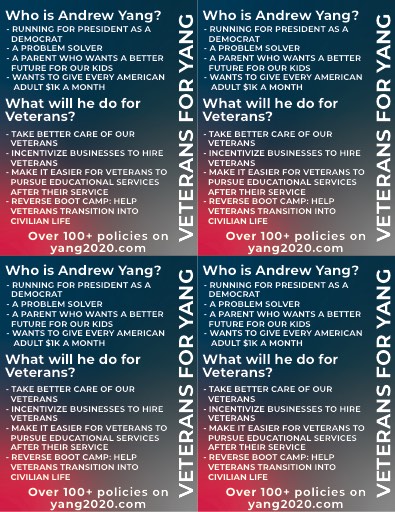 Who is Andrew Yang?
- RUNNING FOR PRESIDENT AS A
DEMOCRAT
- A PROBLEM SOLVER
- A PARENT WHO WANTS A BETTER
FUTURE FOR OUR KIDS
- WANTS TO GIVE EVERY AMERICAN
ADULT $1K A MONTH
What will he do for
Veterans?
- TAKE BETTER CARE OF OUR
VETERANS
- INCENTIVIZE BUSINESSES TO HIRE
VETERANS
- MAKE IT EASIER FOR VETERANS TO
PURSUE EDUCATIONAL SERVICES
AFTER THEIR SERVICE
- REVERSE BOOT CAMP: HELP
VETERANS TRANSITION INTO
CIVILIAN LIFE
Over 100+ policies on
yang2020.com
VETERANS FOR YANG
Who is Andrew Yang?
- RUNNING FOR PRESIDENT AS A
DEMOCRAT
- A PROBLEM SOLVER
- A PARENT WHO WANTS A BETTER
FUTURE FOR OUR KIDS
- WANTS TO GIVE EVERY AMERICAN
ADULT $1K A MONTH
What will he do for
Veterans?
- TAKE BETTER CARE OF OUR
VETERANS
- INCENTIVIZE BUSINESSES TO HIRE
VETERANS
- MAKE IT EASIER FOR VETERANS TO
PURSUE EDUCATIONAL SERVICES
AFTER THEIR SERVICE
- REVERSE BOOT CAMP: HELP
VETERANS TRANSITION INTO
CIVILIAN LIFE
Over 100+ policies on
yang2020.com
VETERANS FOR YANG
Who is Andrew Yang?
- RUNNING FOR PRESIDENT AS A
DEMOCRAT
- A PROBLEM SOLVER
- A PARENT WHO WANTS A BETTER
FUTURE FOR OUR KIDS
- WANTS TO GIVE EVERY AMERICAN
ADULT $1K A MONTH
What will he do for
Veterans?
- TAKE BETTER CARE OF OUR
VETERANS
- INCENTIVIZE BUSINESSES TO HIRE
VETERANS
- MAKE IT EASIER FOR VETERANS TO
PURSUE EDUCATIONAL SERVICES
AFTER THEIR SERVICE
- REVERSE BOOT CAMP: HELP
VETERANS TRANSITION INTO
CIVILIAN LIFE
Over 100+ policies on
yang2020.com
VETERANS FOR YANG
Who is Andrew Yang?
- RUNNING FOR PRESIDENT AS A
DEMOCRAT
- A PROBLEM SOLVER
- A PARENT WHO WANTS A BETTER
FUTURE FOR OUR KIDS
- WANTS TO GIVE EVERY AMERICAN
ADULT $1K A MONTH
What will he do for
Veterans?
- TAKE BETTER CARE OF OUR
VETERANS
- INCENTIVIZE BUSINESSES TO HIRE
VETERANS
- MAKE IT EASIER FOR VETERANS TO
PURSUE EDUCATIONAL SERVICES
AFTER THEIR SERVICE
- REVERSE BOOT CAMP: HELP
VETERANS TRANSITION INTO
CIVILIAN LIFE
Over 100+ policies on
yang2020.com
VETERANS FOR YANG